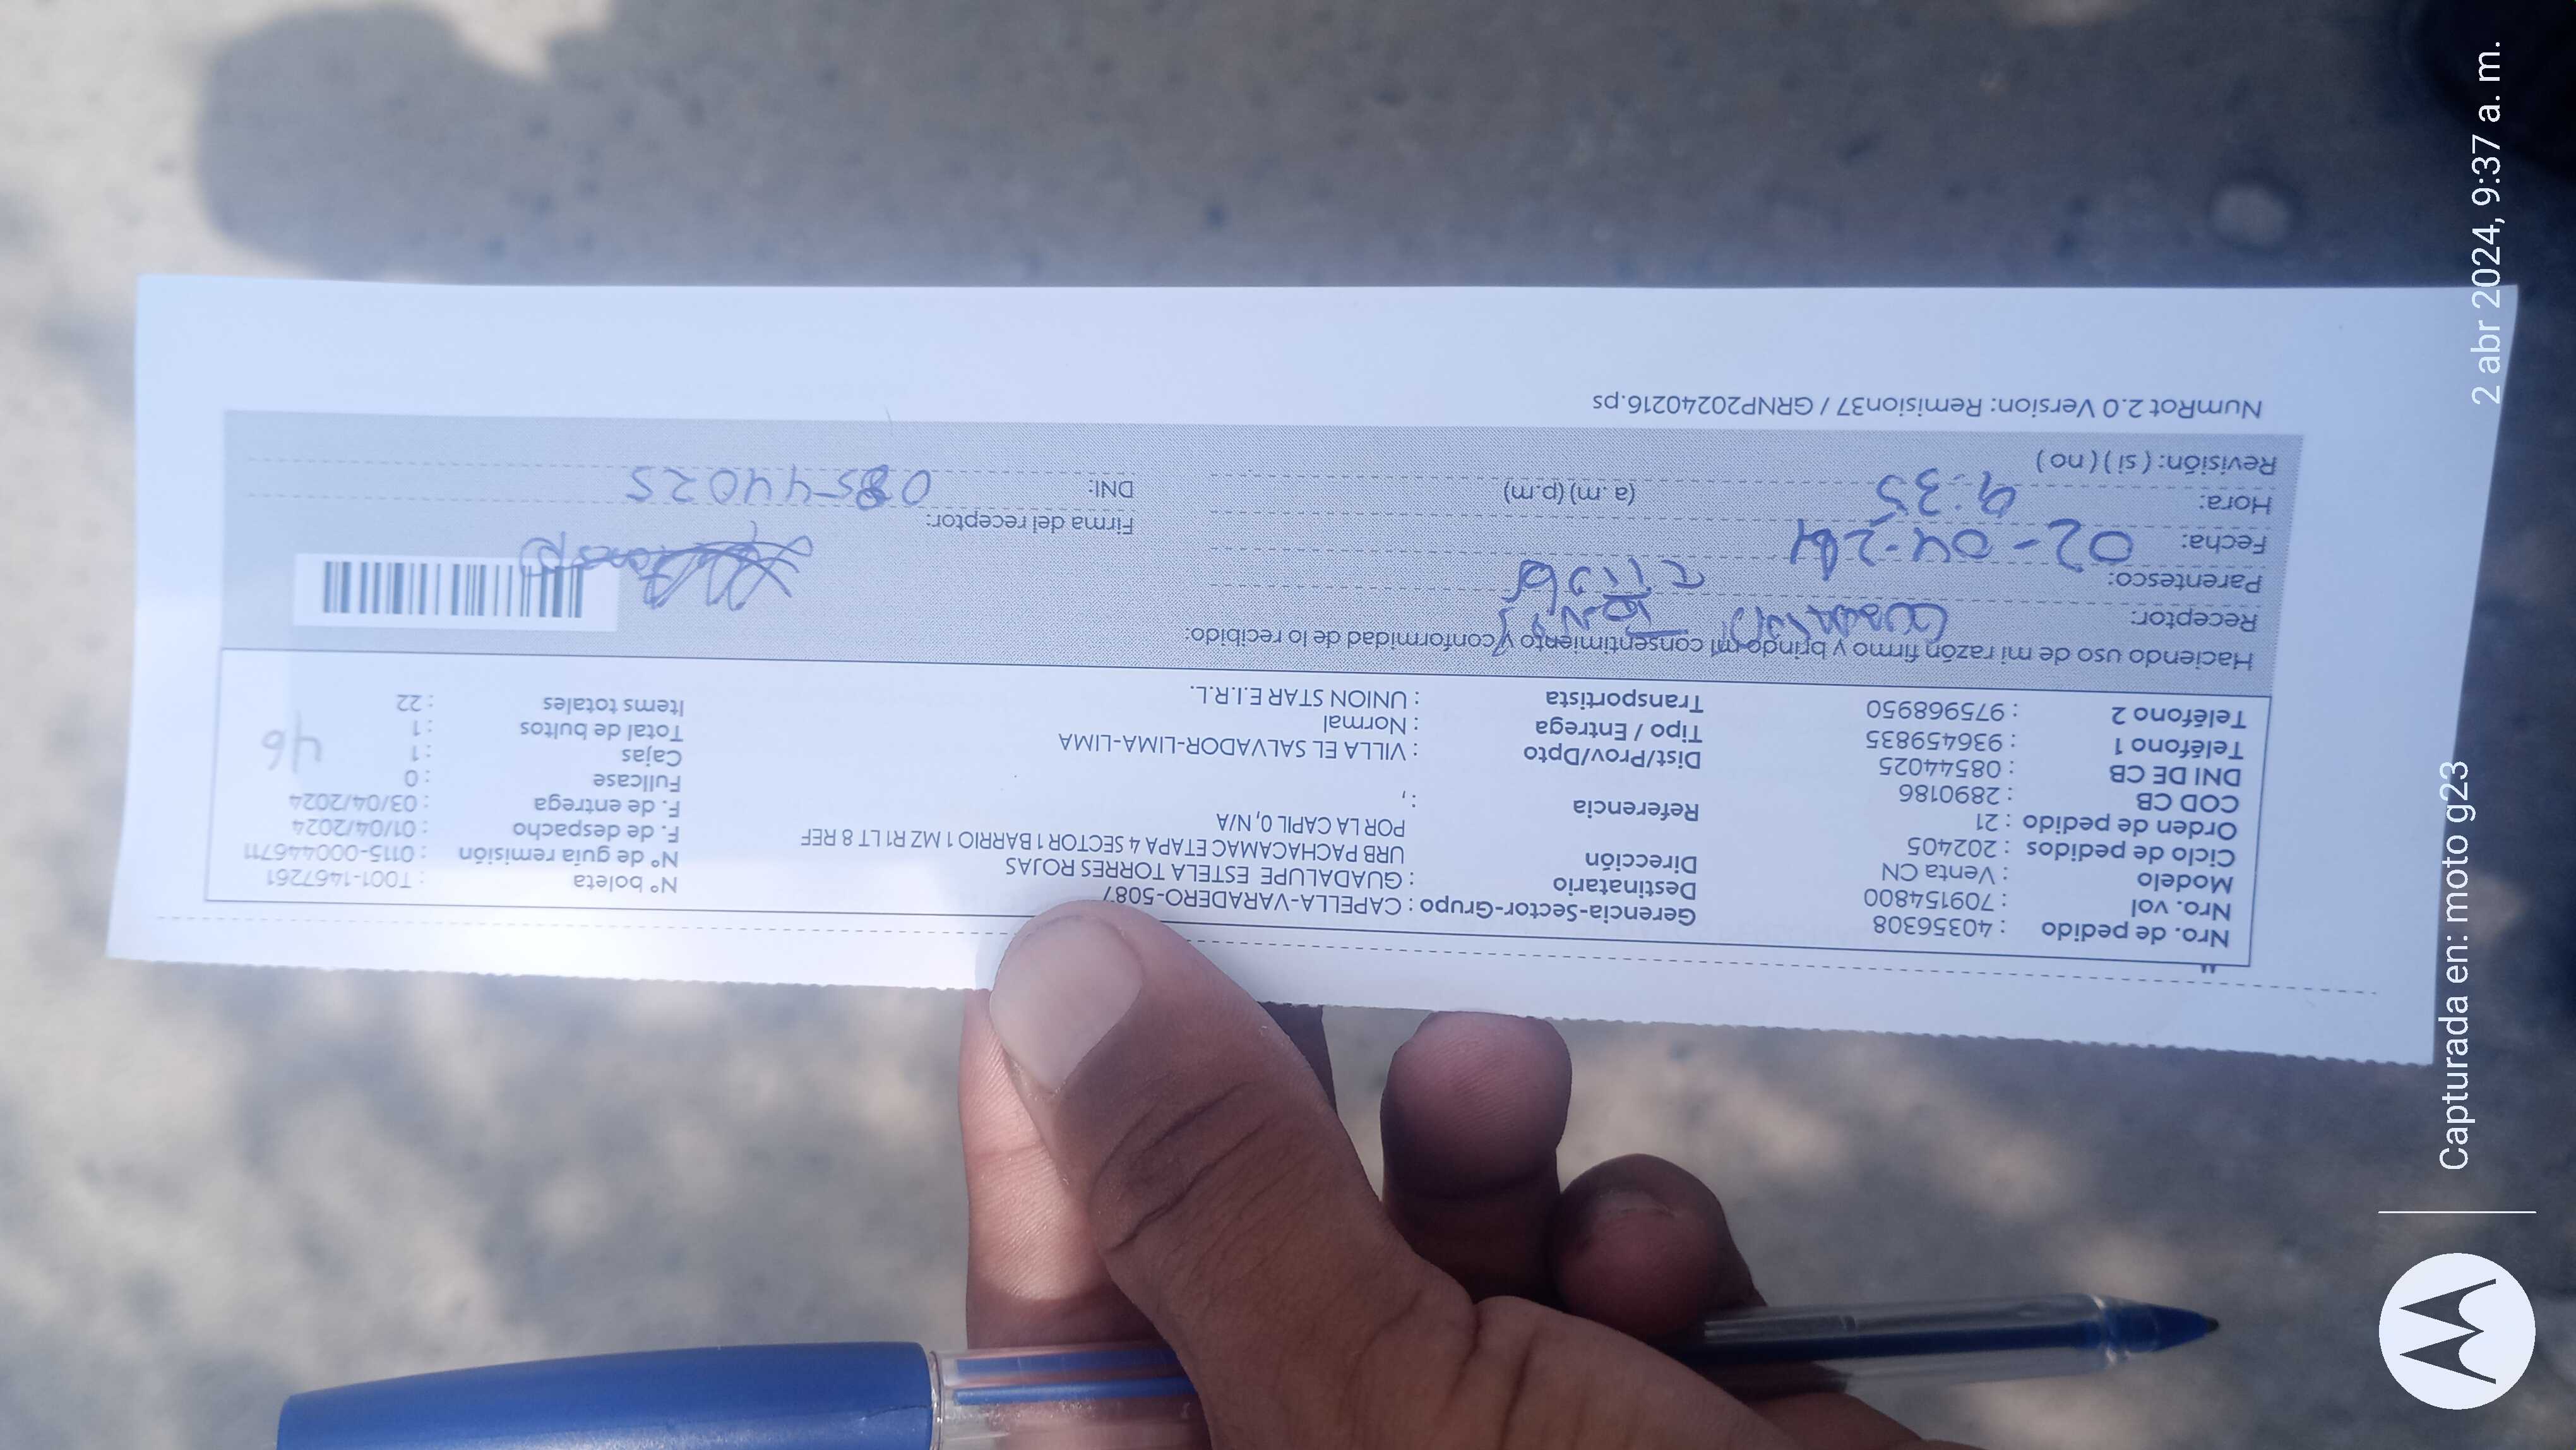 Nro. de pedido : 40356308
Nro. vol : 709154800
Modelo : Venta CN
Ciclo de pedidos : 202405
Orden de pedido : 21
COD CB : 2890186
DNI DE CB : 08544025
Teléfono 1 : 936459835
Teléfono 2 : 975968950
Gerencia-Sector-Grupo : CAPELLA-VARADERO-5087
Destinatario : GUADALUPE ESTELA TORRES ROJAS
Dirección URB PACHACAMAC ETAPA 4 SECTOR 1 BARRIO 1 MZ R1 LT 8 REF
POR LA CAPIL 0, N/A
Referencia : ,
Dist/Prov/Dpto : VILLA EL SALVADOR-LIMA-LIMA
Tipo / Entrega : Normal
Transportista : UNION STAR E.I.R.L.
N° boleta : T001-1467261
N° de guía remisión : 0115-000446711
F. de despacho : 01/04/2024
F. de entrega : 03/04/2024
Fullcase : 0
Cajas : 1
Total de bultos : 1
Items totales : 22
46
Haciendo uso de mi razón firmo y brindo mi consentimiento y conformidad de lo recibido:
Receptor:
Parentesco:
Fecha: 02-04-24
Hora: 9:35 (a.m) (p.m)
Revisión: ( si ) ( no )
Firma del receptor:
DNI: 08544025
NumRot 2.0 Version: Remision37 / GRNP20240216.ps
Capturada en: moto g23
2 abr 2024, 9:37 a. m.